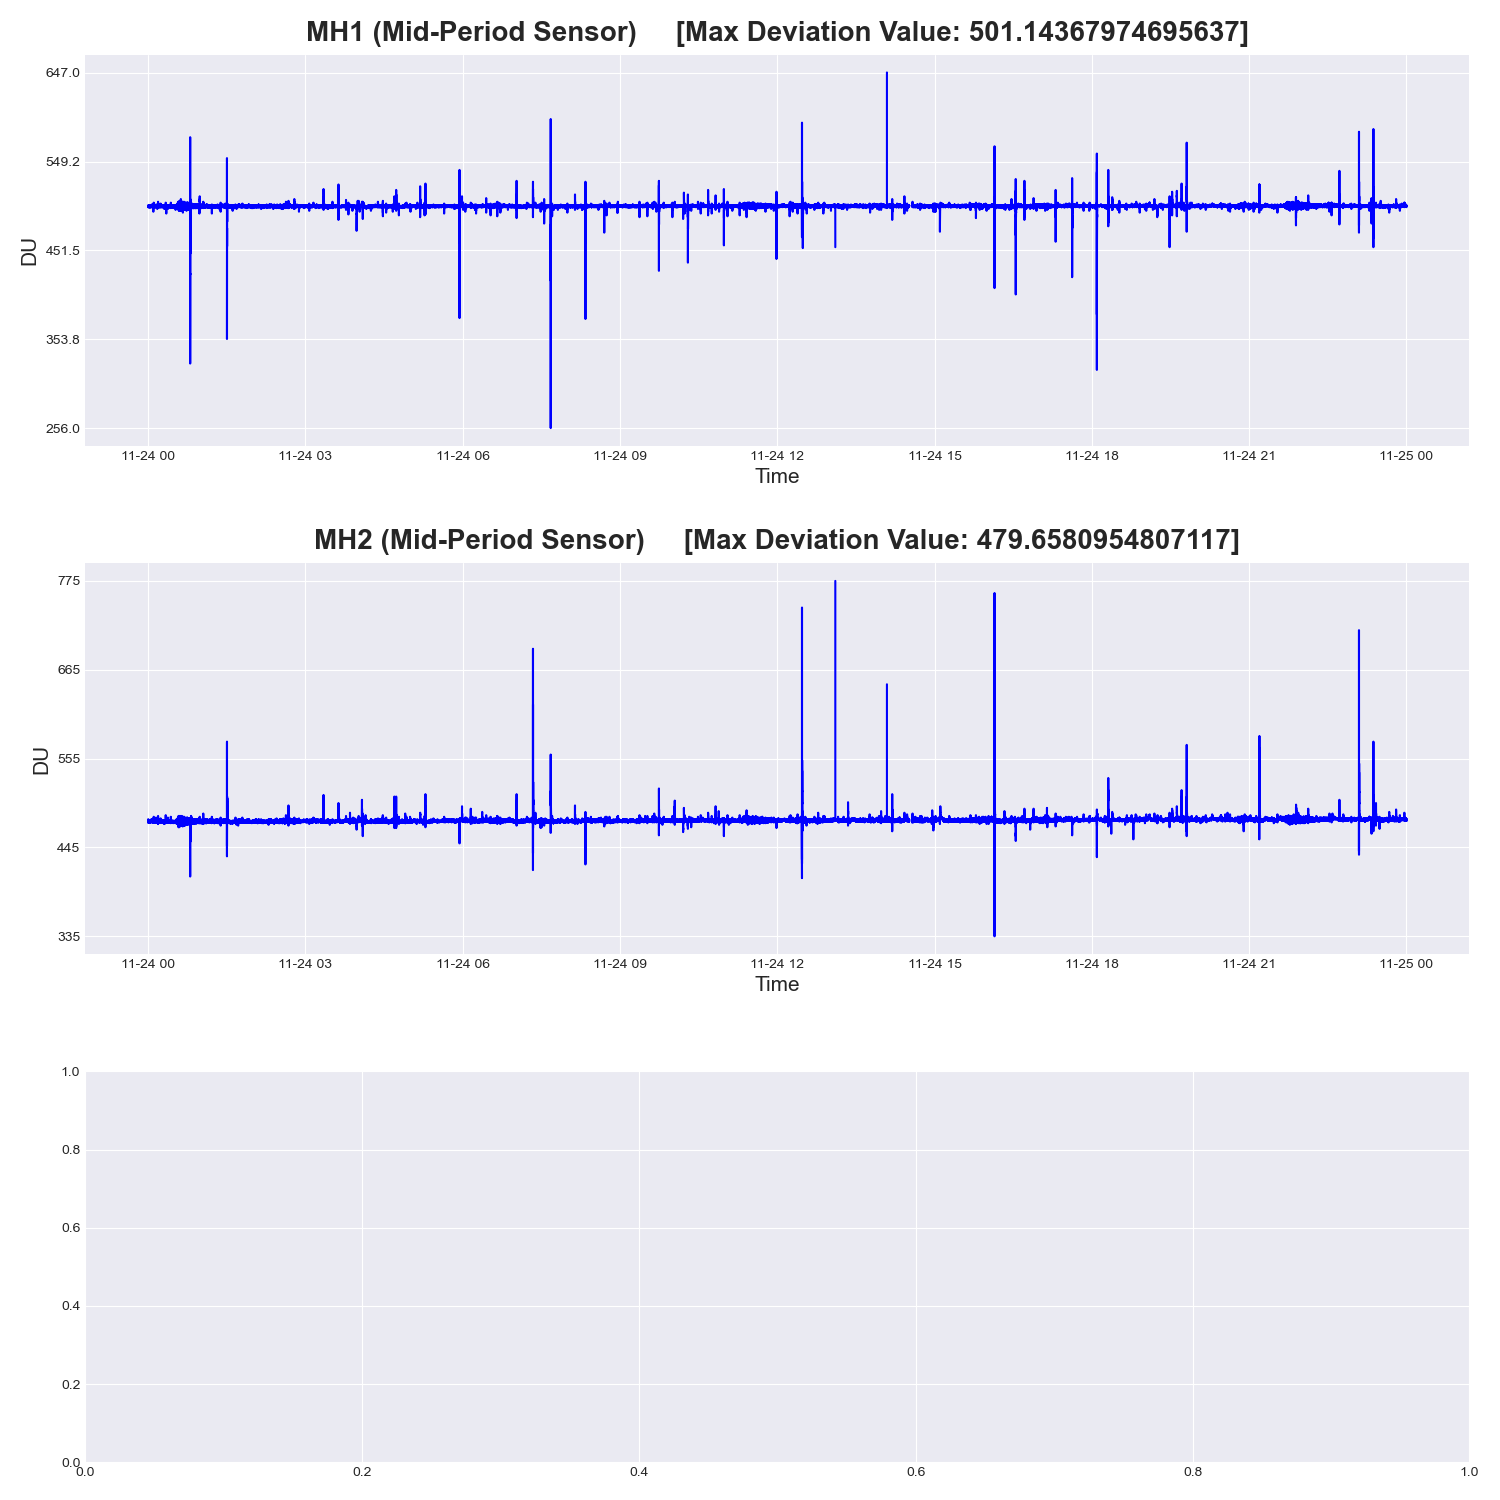 MH1 (Mid-Period Sensor) [Max Deviation Value: 501.14367974695637]
647.0
549.2
451.5
353.8
256.0
DU
11-24 00 11-24 03 11-24 06 11-24 09 11-24 12 11-24 15 11-24 18 11-24 21 11-25 00
Time
MH2 (Mid-Period Sensor) [Max Deviation Value: 479.6580954807117]
775
665
555
445
335
DU
11-24 00 11-24 03 11-24 06 11-24 09 11-24 12 11-24 15 11-24 18 11-24 21 11-25 00
Time
1.0
0.8
0.6
0.4
0.2
0.0
0.0 0.2 0.4 0.6 0.8 1.0